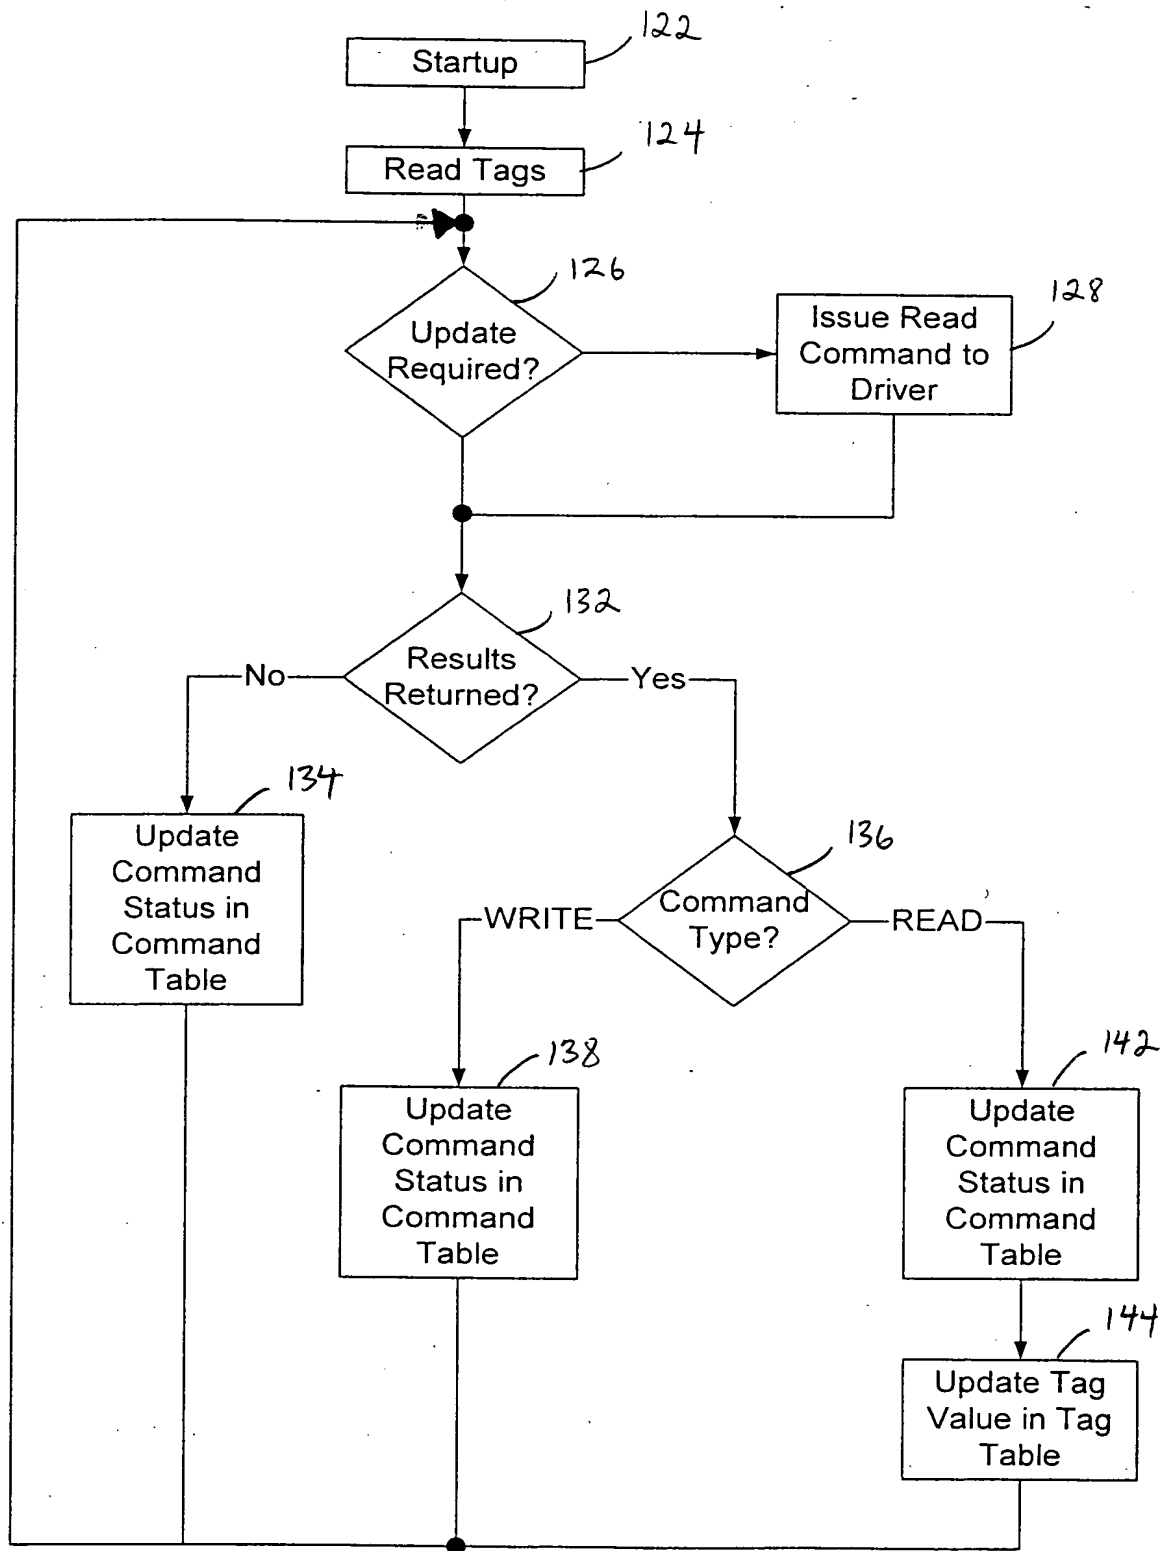 122
Startup
124
Read Tags
126
Update
Required?
128
Issue Read
Command to
Driver
132
Results
Returned?
No
Yes
134
Update
Command
Status in
Command
Table
136
Command
Type?
WRITE
READ
138
Update
Command
Status in
Command
Table
142
Update
Command
Status in
Command
Table
144
Update Tag
Value in Tag
Table